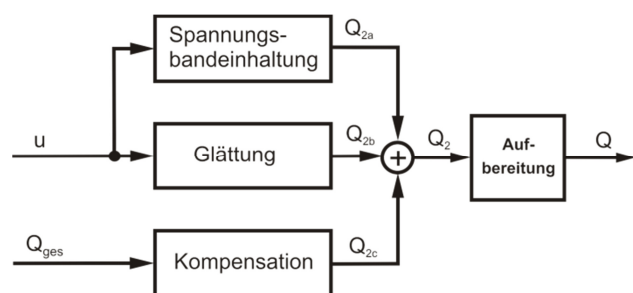 Spannungs-
bandeinhaltung
Q2a
u
Glättung
Q2b
+
Q2
Auf-
bereitung
Q
Qges
Kompensation
Q2c